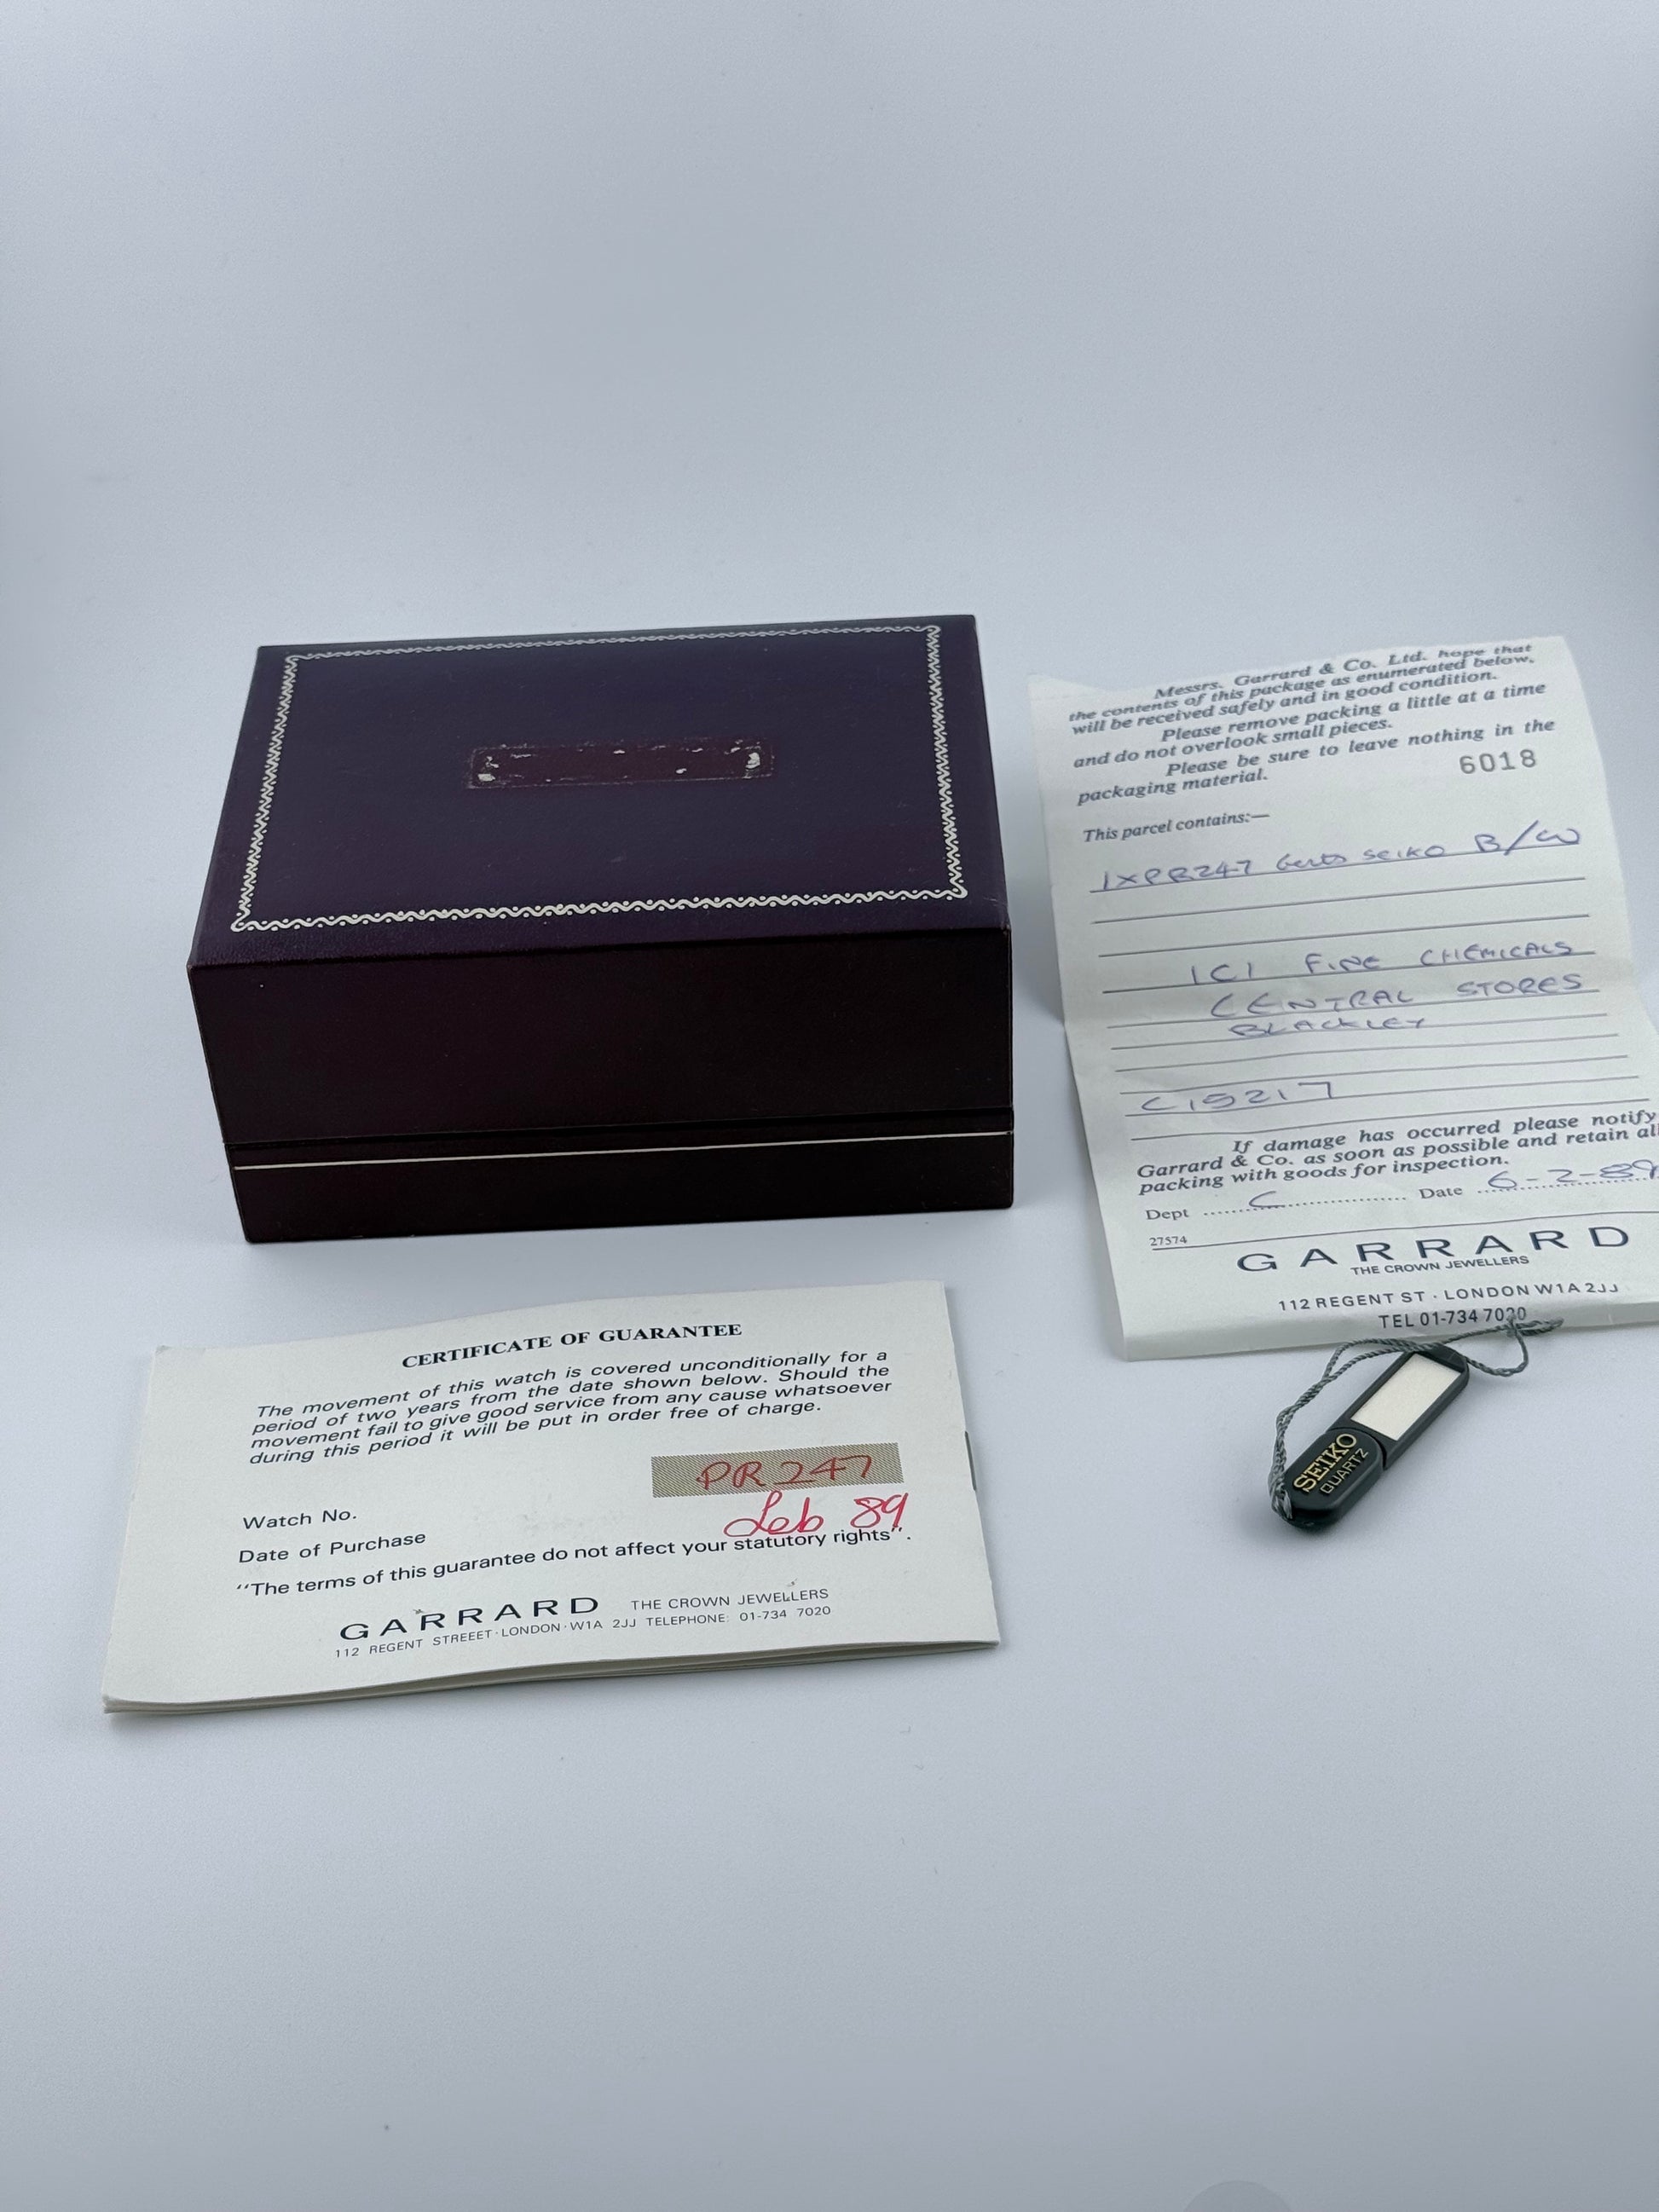 Messrs. Garrard & Co. Ltd. hope that
the contents of this package as enumerated below,
will be received safely and in good condition.
Please remove packing a little at a time
and do not overlook small pieces.
Please be sure to leave nothing in the
packaging material.
6018
This parcel contains:—
1XPR247 Gents SEIKO B/W
ICI FINE CHEMICALS
CENTRAL STORES
BLACKLEY
C15217
If damage has occurred please notify
Garrard & Co. as soon as possible and retain all
packing with goods for inspection.
Dept C Date 6-2-89
27574
GARRARD
THE CROWN JEWELLERS
112 REGENT ST · LONDON W1A 2JJ
TEL 01-734 7020
CERTIFICATE OF GUARANTEE
The movement of this watch is covered unconditionally for a
period of two years from the date shown below. Should the
movement fail to give good service from any cause whatsoever
during this period it will be put in order free of charge.
PR247
Watch No.
Feb 89
Date of Purchase
"The terms of this guarantee do not affect your statutory rights".
GARRARD THE CROWN JEWELLERS
112 REGENT STREEET · LONDON · W1A 2JJ TELEPHONE: 01-734 7020
SEIKO
QUARTZ